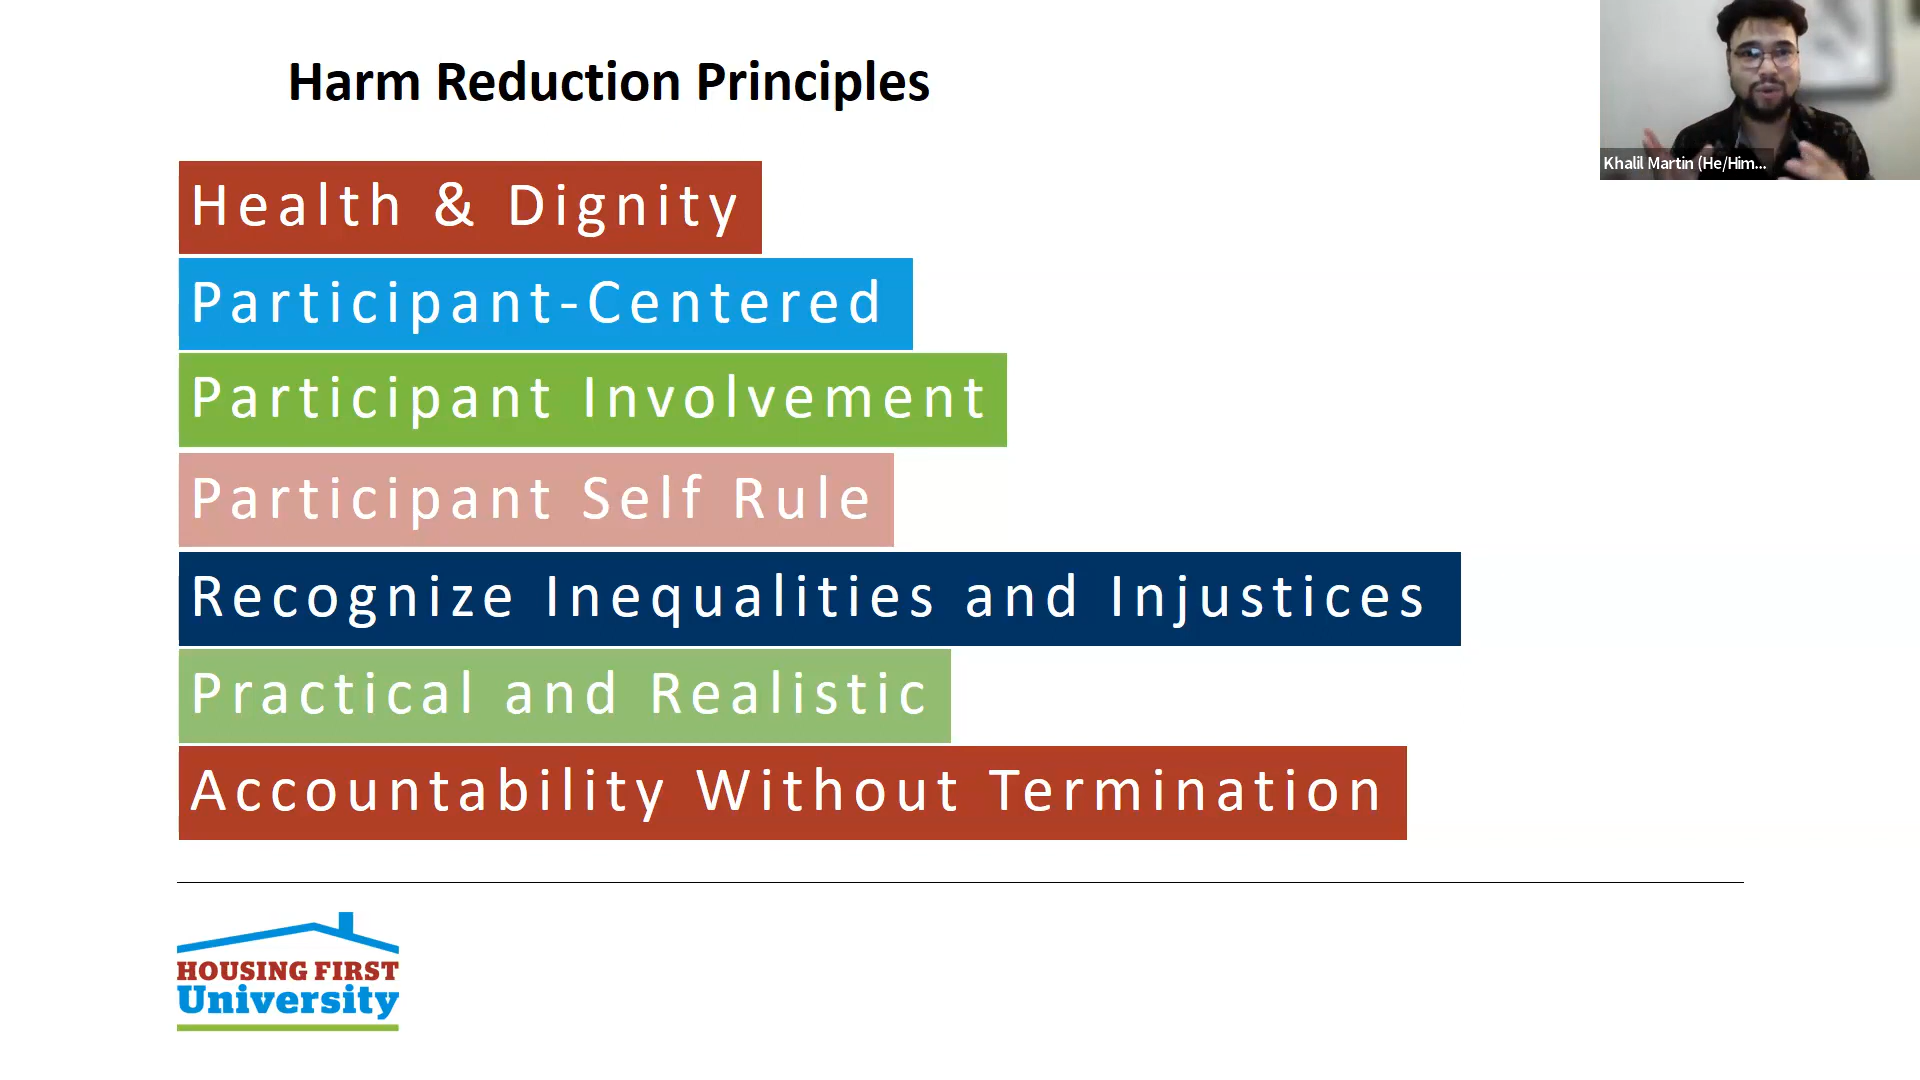 Harm Reduction Principles
Khalil Martin (He/Him...
Health & Dignity
Participant-Centered
Participant Involvement
Participant Self Rule
Recognize Inequalities and Injustices
Practical and Realistic
Accountability Without Termination
HOUSING FIRST
University